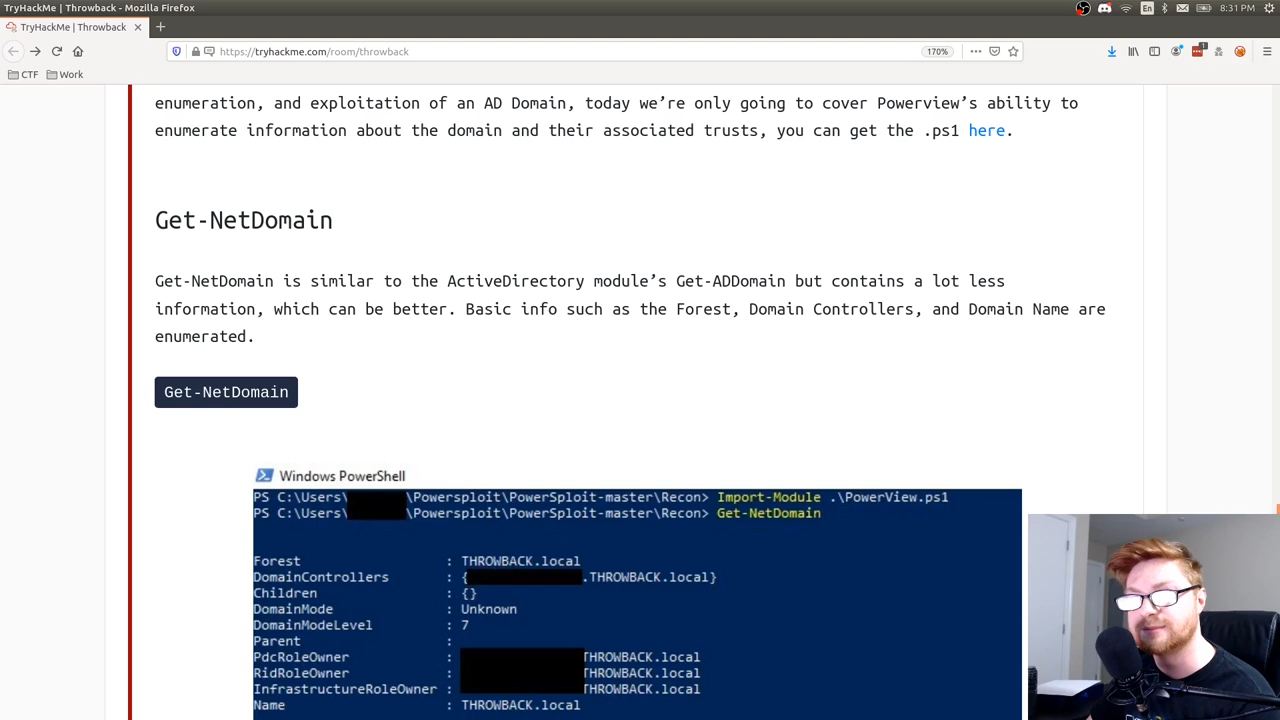 TryHackMe | Throwback - Mozilla Firefox
En
8:31 PM
TryHackMe | Throwback
https://tryhackme.com/room/throwback
170%
1
CTF
Work
enumeration, and exploitation of an AD Domain, today we’re only going to cover Powerview’s ability to
enumerate information about the domain and their associated trusts, you can get the .ps1 here.
Get-NetDomain
Get-NetDomain is similar to the ActiveDirectory module’s Get-ADDomain but contains a lot less
information, which can be better. Basic info such as the Forest, Domain Controllers, and Domain Name are
enumerated.
Get-NetDomain
Windows PowerShell
PS C:\Users\ \Powersploit\PowerSploit-master\Recon> Import-Module .\PowerView.ps1
PS C:\Users\ \Powersploit\PowerSploit-master\Recon> Get-NetDomain
Forest : THROWBACK.local
DomainControllers : { .THROWBACK.local}
Children : {}
DomainMode : Unknown
DomainModeLevel : 7
Parent :
PdcRoleOwner : THROWBACK.local
RidRoleOwner : THROWBACK.local
InfrastructureRoleOwner : THROWBACK.local
Name : THROWBACK.local